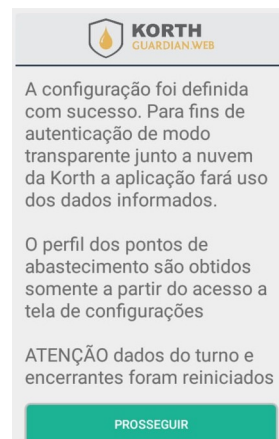 KORTH
GUARDIAN.WEB
A configuração foi definida
com sucesso. Para fins de
autenticação de modo
transparente junto a nuvem
da Korth a aplicação fará uso
dos dados informados.
O perfil dos pontos de
abastecimento são obtidos
somente a partir do acesso a
tela de configurações
ATENÇÃO dados do turno e
encerrantes foram reiniciados
PROSSEGUIR